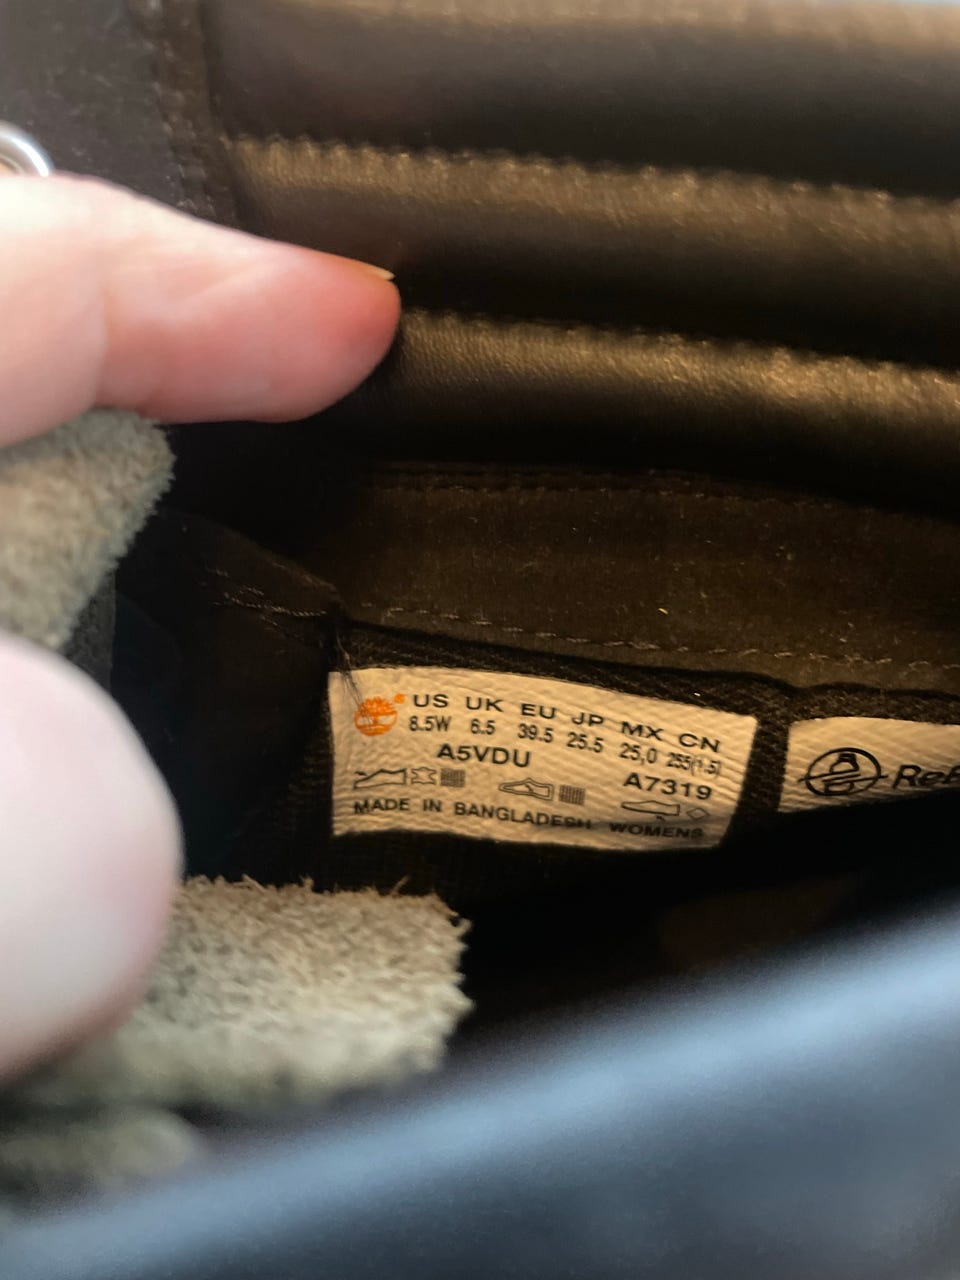 US UK EU JP MX CN
8.5W 6.5 39.5 25.5 25,0 255(1.5)
A5VDU A7319
MADE IN BANGLADESH WOMENS